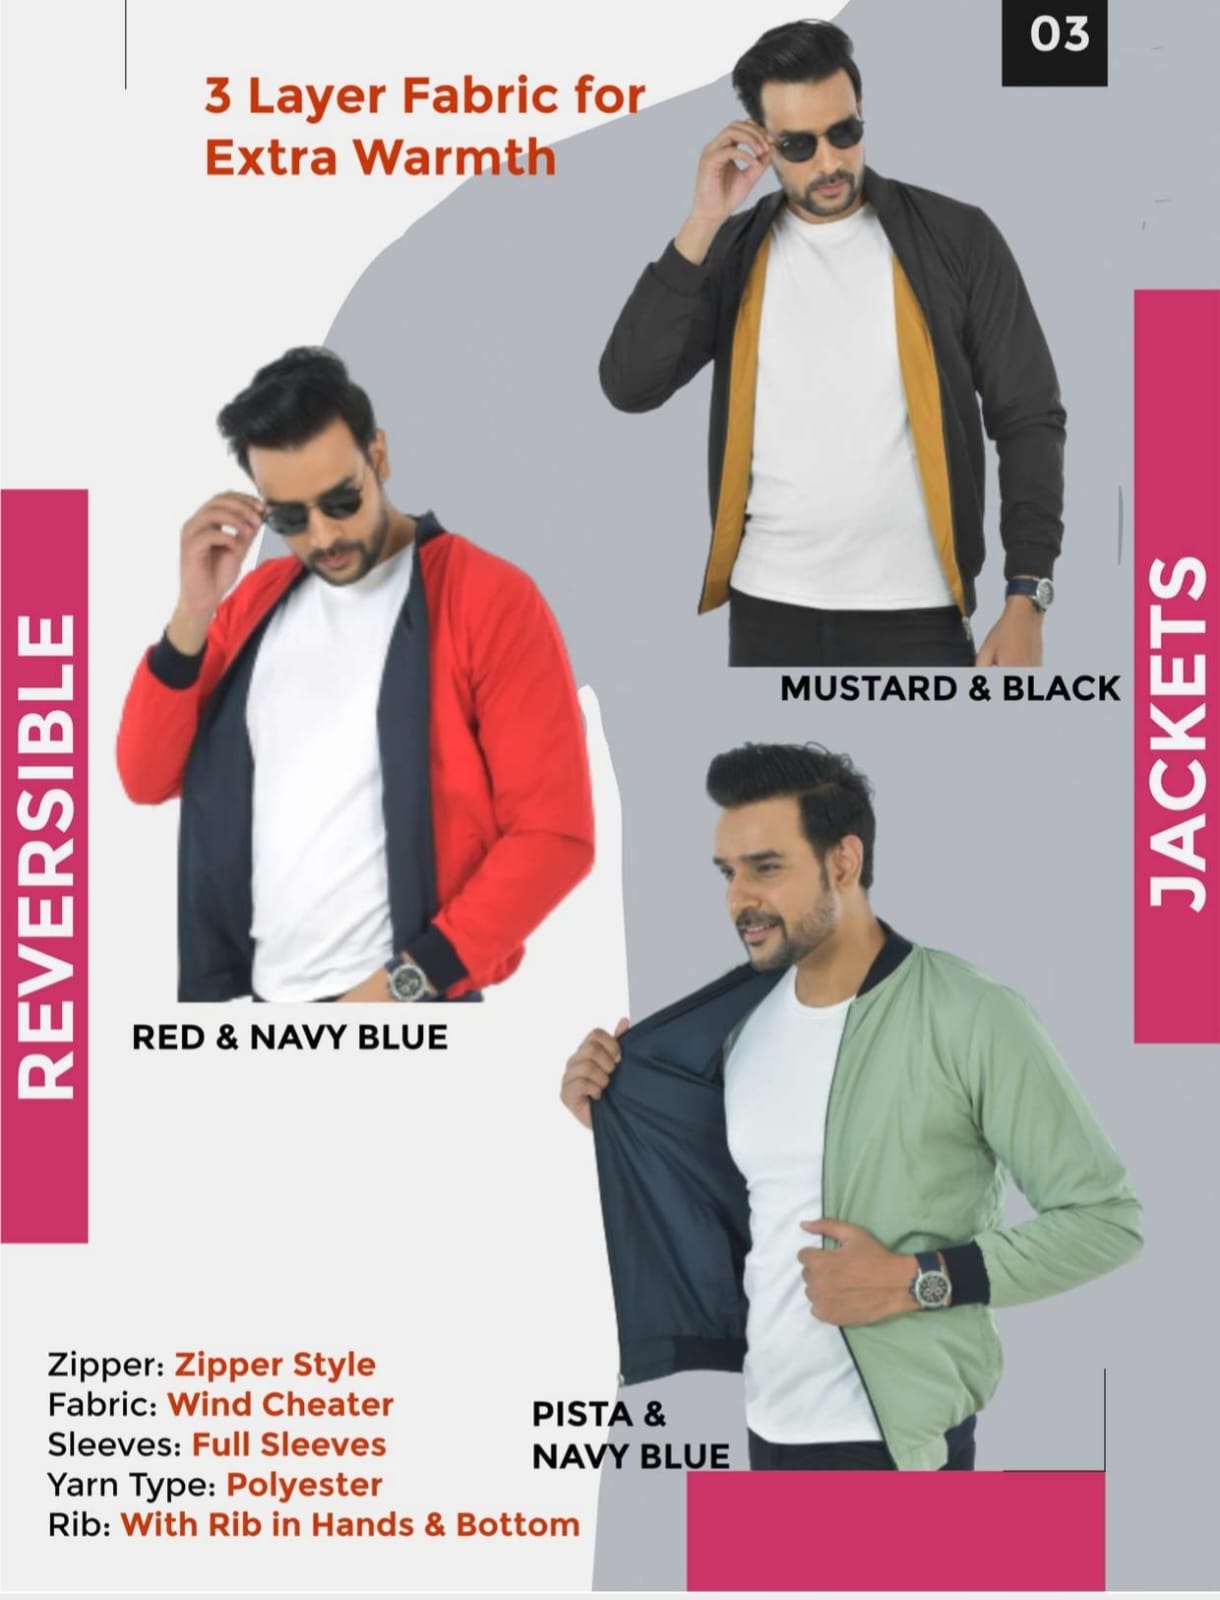 03
3 Layer Fabric for
Extra Warmth
MUSTARD & BLACK
REVERSIBLE
JACKETS
RED & NAVY BLUE
PISTA &
NAVY BLUE
Zipper: Zipper Style
Fabric: Wind Cheater
Sleeves: Full Sleeves
Yarn Type: Polyester
Rib: With Rib in Hands & Bottom